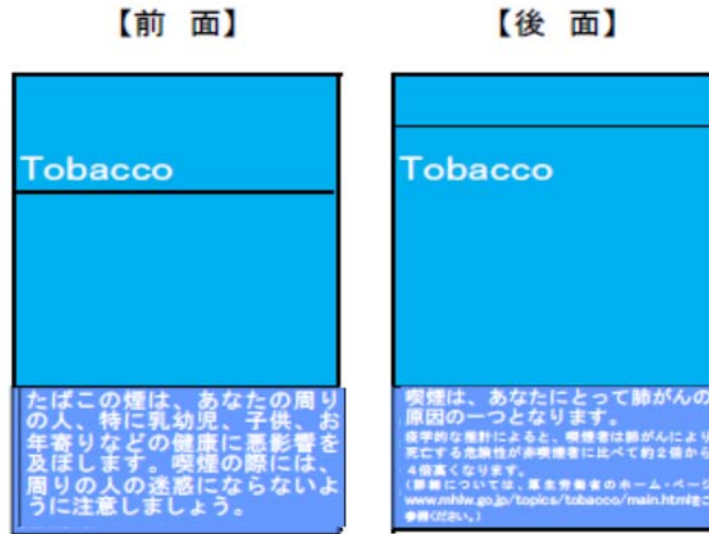 【前 面】
Tobacco
たばこの煙は、あなたの周り
の人、特に乳幼児、子供、お
年寄りなどの健康に悪影響を
及ぼします。喫煙の際には、
周りの人の迷惑にならないよ
うに注意しましょう。
【後 面】
Tobacco
喫煙は、あなたにとって肺がんの
原因の一つとなります。
疫学的な推計によると、喫煙者は肺がんにより
死亡する危険性が非喫煙者に比べて約2倍から
4倍高くなります。
(詳細については、厚生労働省のホーム・ページ
www.mhlw.go.jp/topics/tobacco/main.htmlをご
参照ください。)